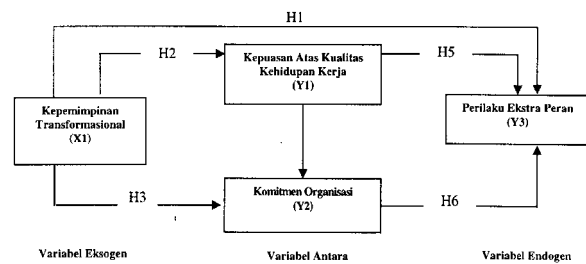 H1
H2
H5
Kepuasan Atas Kualitas
Kehidupan Kerja
(Y1)
Kepemimpinan
Transformasional
(X1)
Perilaku Ekstra Peran
(Y3)
Komitmen Organisasi
(Y2)
H3
H6
Variabel Eksogen
Variabel Antara
Variabel Endogen